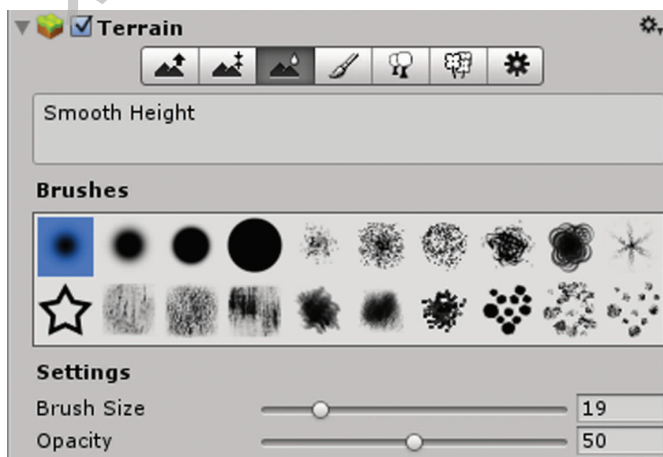 Terrain
Smooth Height
Brushes
Settings
Brush Size 19
Opacity 50